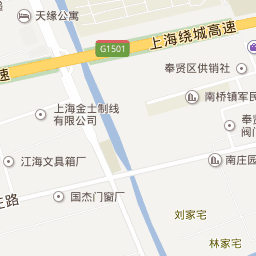 天缘公寓
上海绕城高速
G1501
速
奉贤区供销社
南桥镇军民
上海金士制线
有限公司
奉贤
阀门
江海文具箱厂
南庄园
国杰门窗厂
路
刘家宅
林家宅